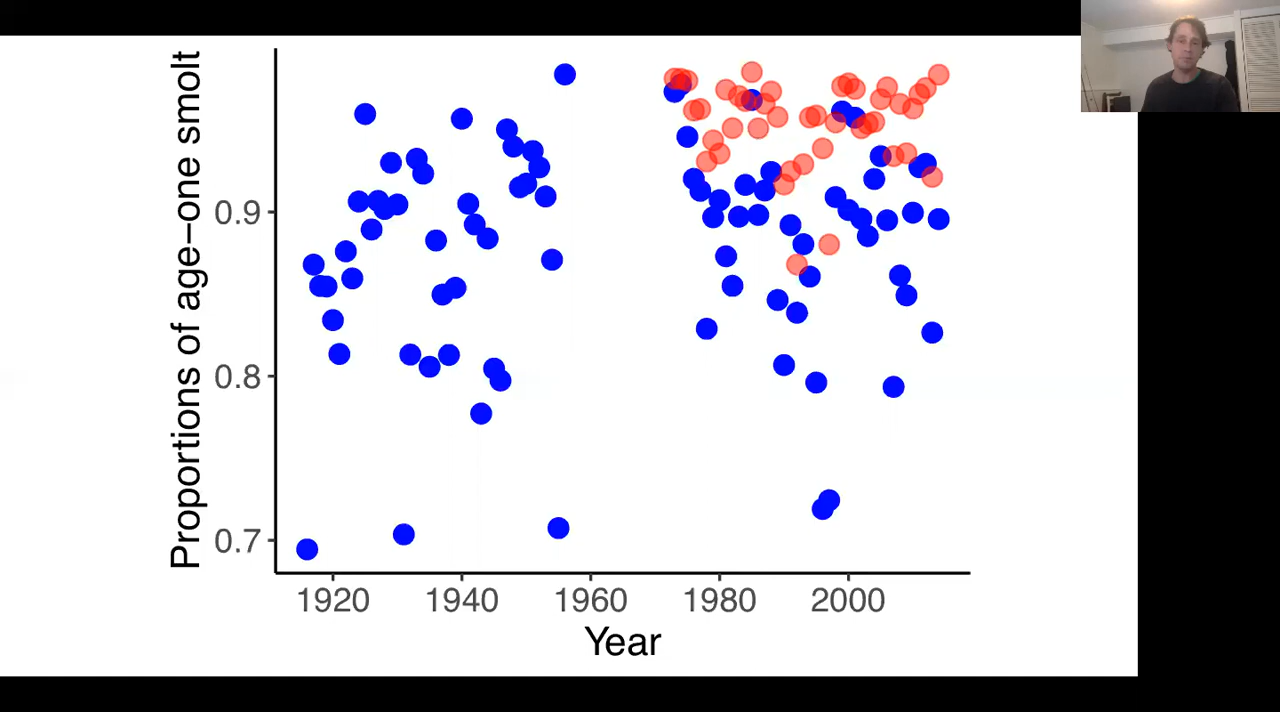 Proportions of age–one smolt
0.9
0.8
0.7
1920 1940 1960 1980 2000
Year